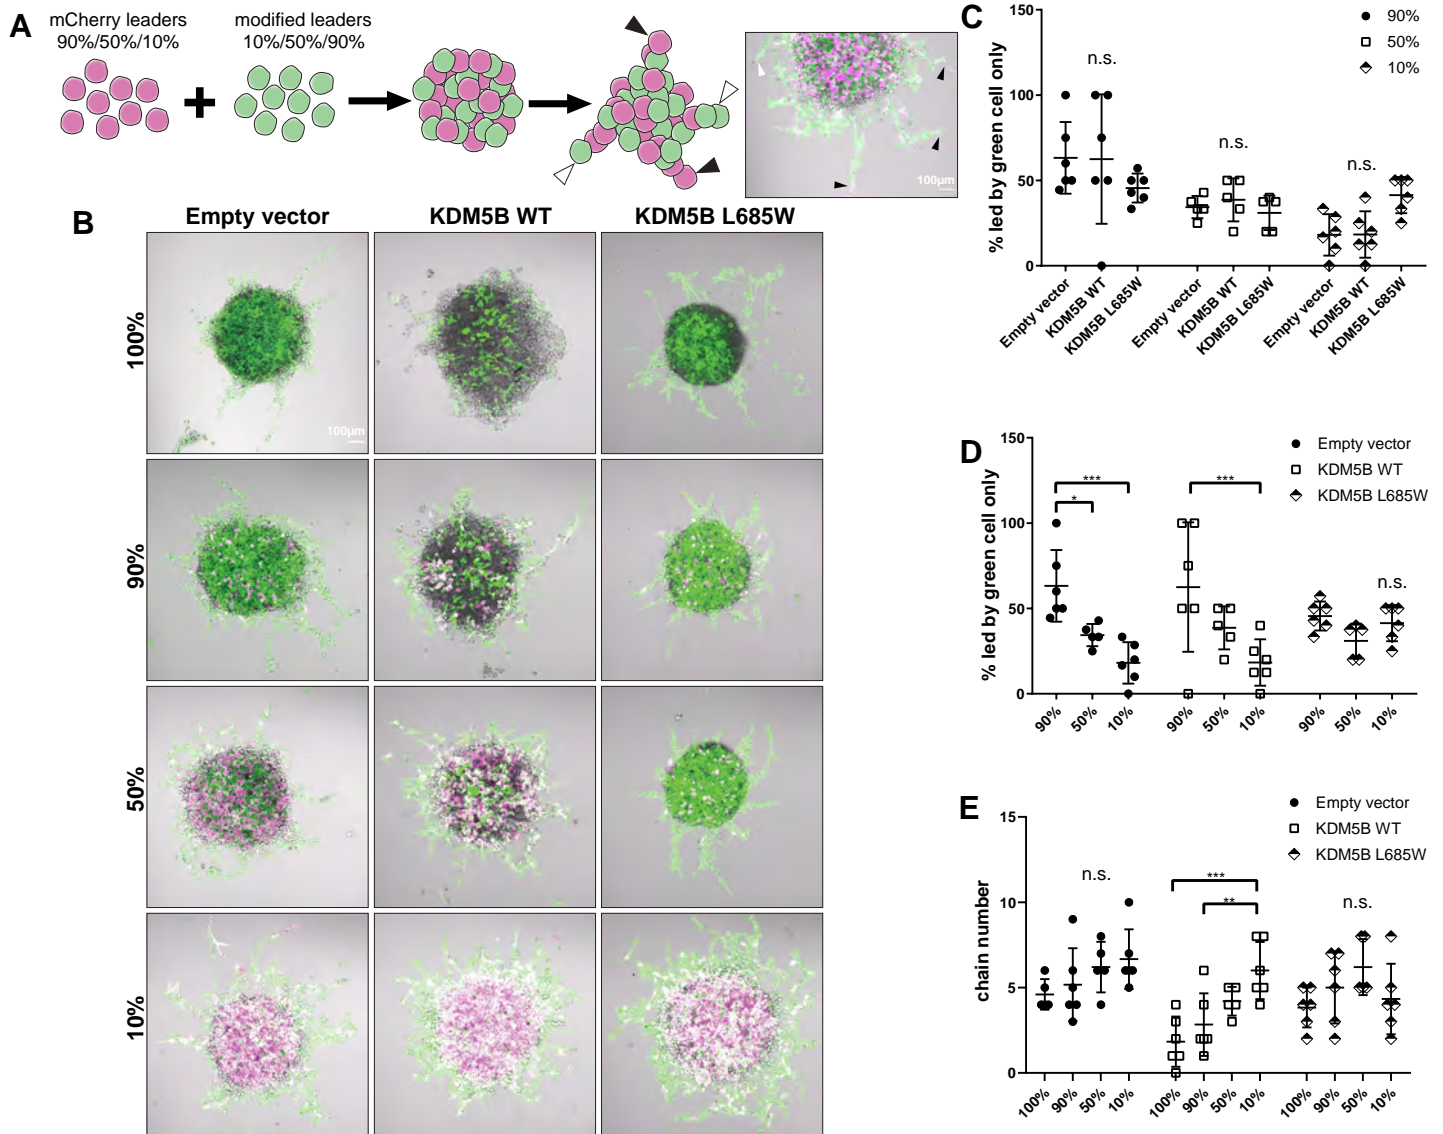 A
mCherry leaders
90%/50%/10%
modified leaders
10%/50%/90%
100µm
B
Empty vector
KDM5B WT
KDM5B L685W
100%
100µm
90%
50%
10%
C
% led by green cell only
150
100
50
0
90%
50%
10%
n.s.
n.s.
n.s.
Empty vector
KDM5B WT
KDM5B L685W
Empty vector
KDM5B WT
KDM5B L685W
Empty vector
KDM5B WT
KDM5B L685W
D
% led by green cell only
150
100
50
0
Empty vector
KDM5B WT
KDM5B L685W
***
*
***
n.s.
90%
50%
10%
90%
50%
10%
90%
50%
10%
E
chain number
15
10
5
0
Empty vector
KDM5B WT
KDM5B L685W
n.s.
***
**
n.s.
100%
90%
50%
10%
100%
90%
50%
10%
100%
90%
50%
10%